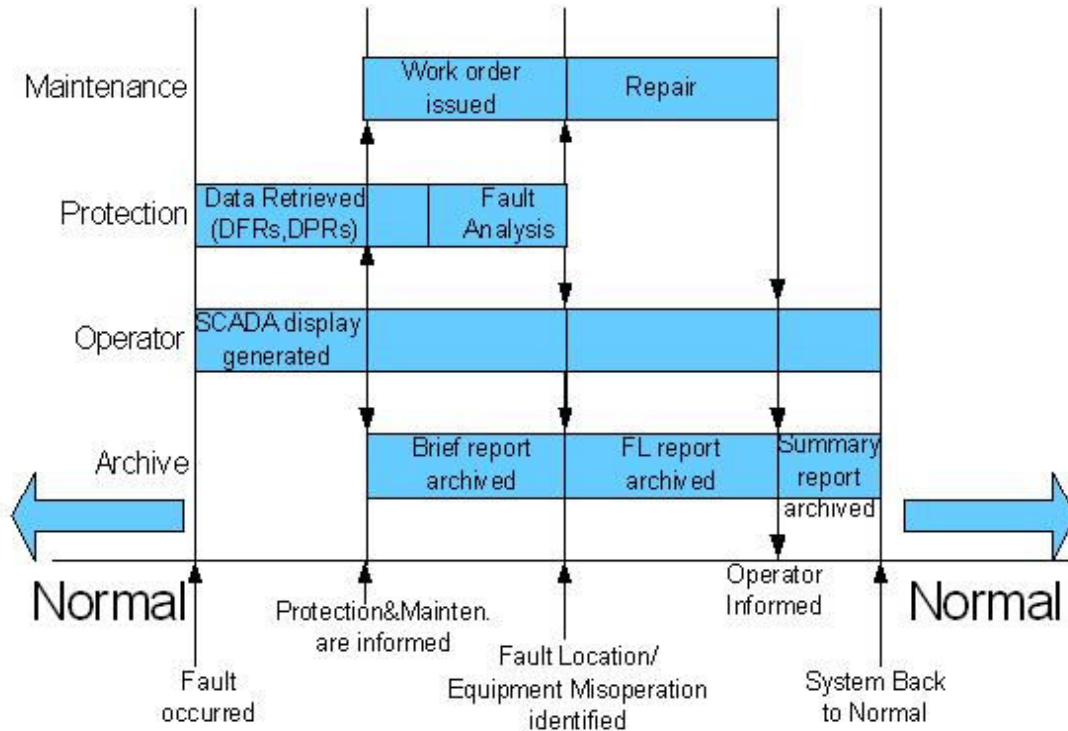 Maintenance
Work order
issued
Repair
Protection
Data Retrieved
(DFRs,DPRs)
Fault
Analysis
Operator
SCADA display
generated
Archive
Brief report
archived
FL report
archived
Summary
report
archived
Normal
Normal
Fault
occurred
Protection&Mainten.
are informed
Fault Location/
Equipment Misoperation
identified
Operator
Informed
System Back
to Normal